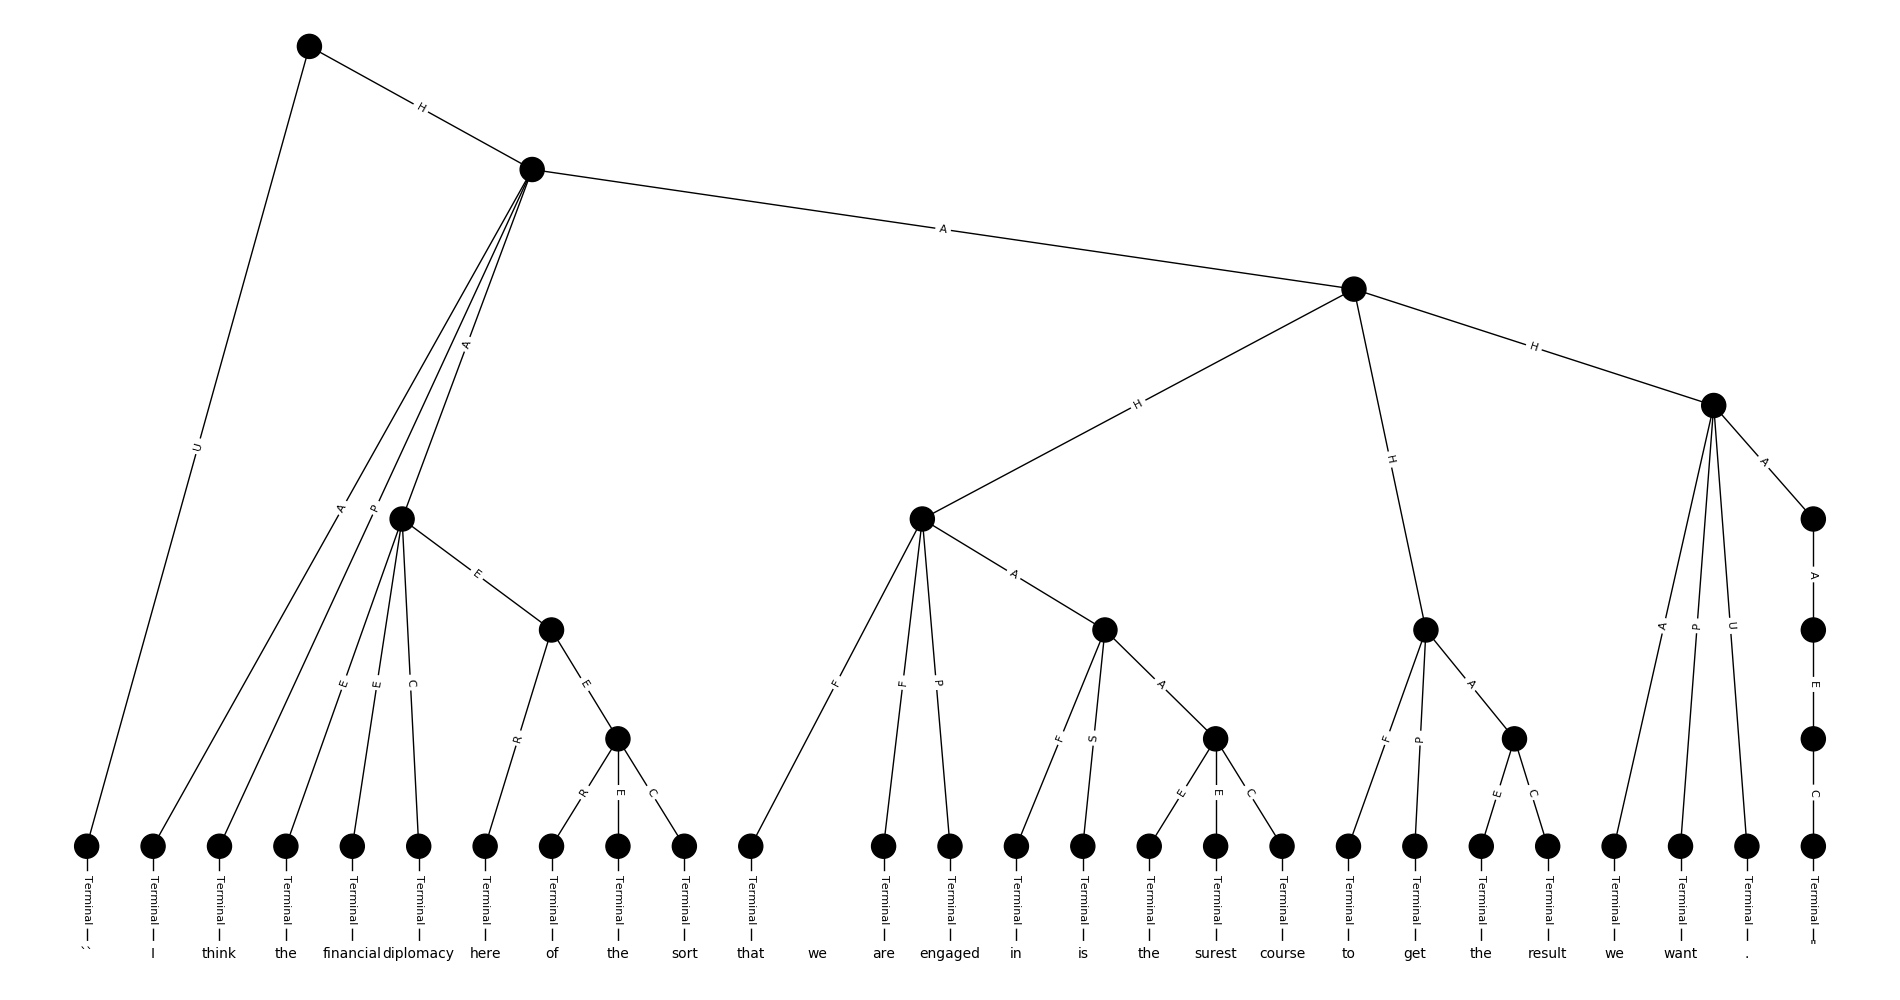 H
A
A
H
H
U
H
A
A P
E A A
A
A P U
E E C E F F P A A E
R R E C F S E E C F P E C C
Terminal Terminal Terminal Terminal Terminal Terminal Terminal Terminal Terminal Terminal Terminal Terminal Terminal Terminal Terminal Terminal Terminal Terminal Terminal Terminal Terminal Terminal Terminal Terminal Terminal Terminal
`` I think the financial diplomacy here of the sort that we are engaged in is the surest course to get the result we want . "